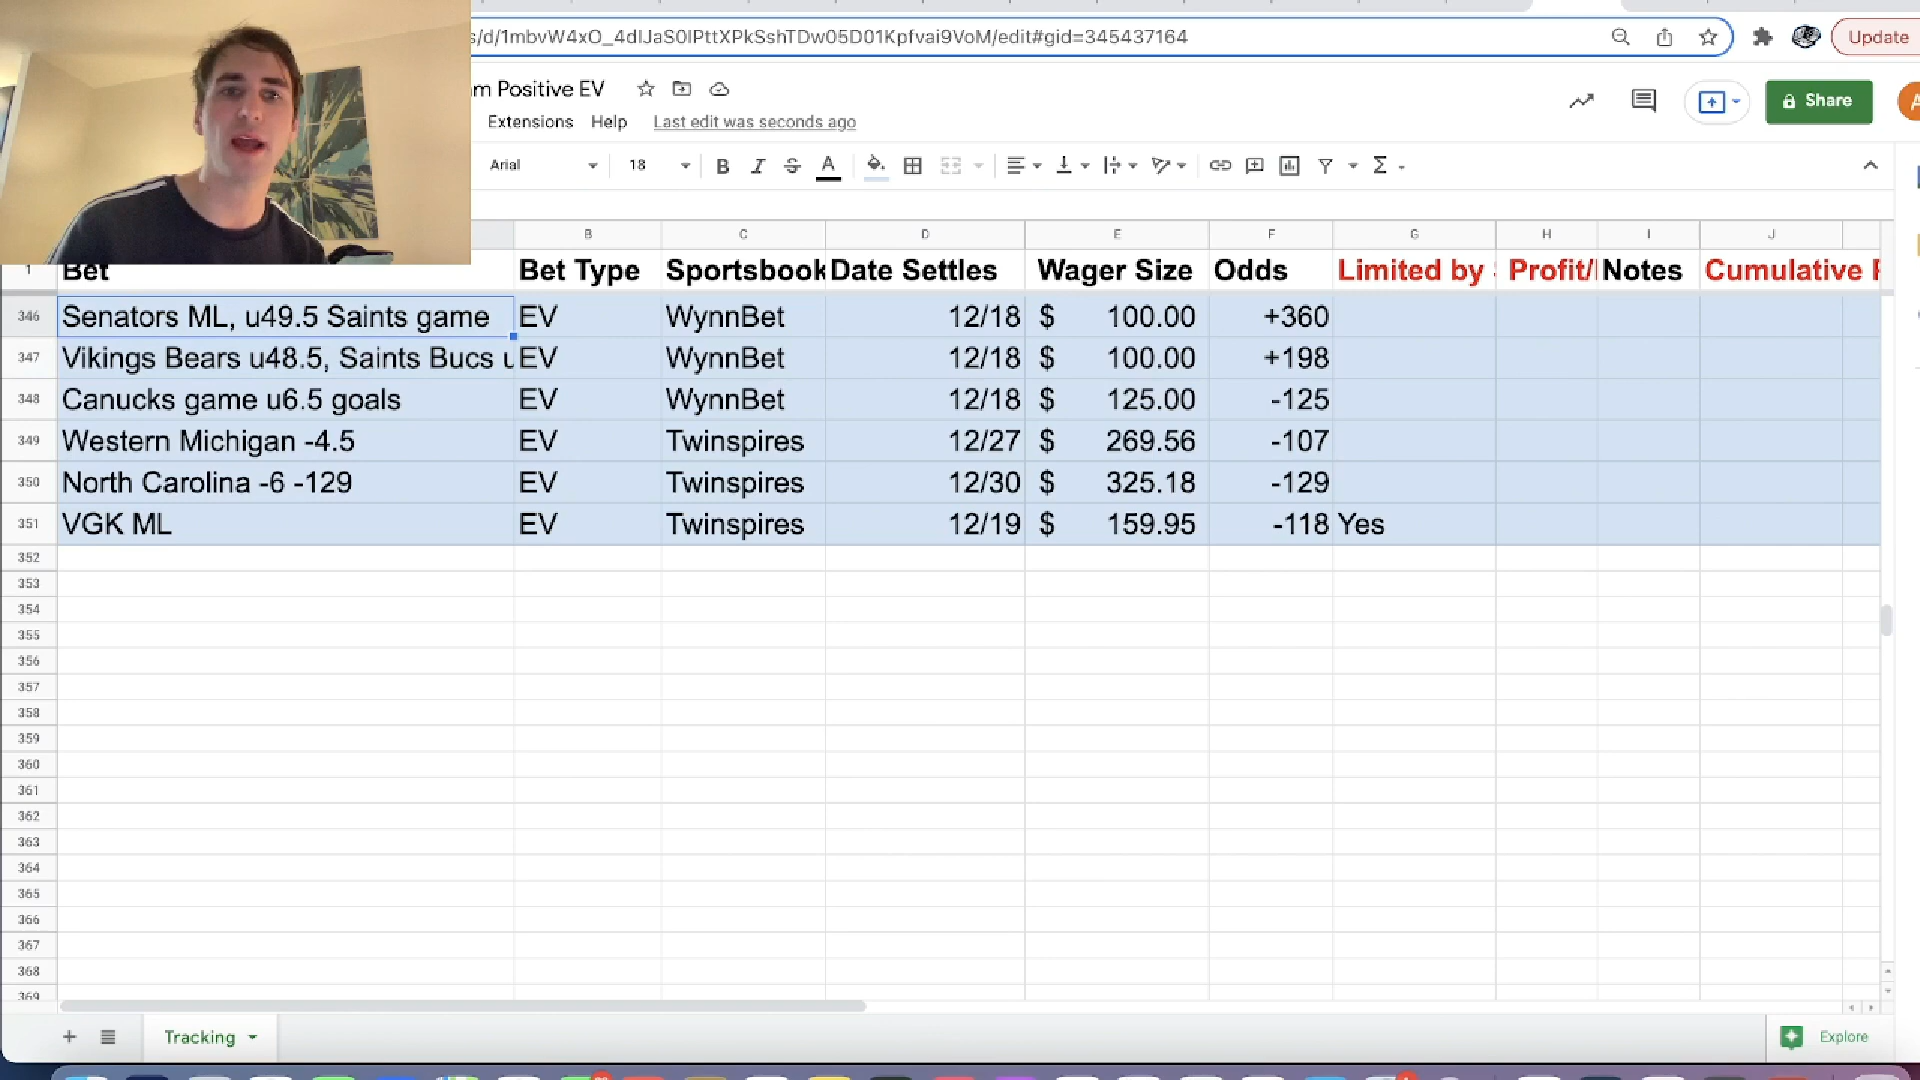 s/d/1mbvW4xO_4dIJaS0IPttXPkSshTDw05D01Kpfvai9VoM/edit#gid=345437164
Update
m Positive EV
Share
Extensions Help Last edit was seconds ago
Arial 18 B I S A
B C D E F G H I J
1 Bet Bet Type Sportsbook Date Settles Wager Size Odds Limited by Profit/ Notes Cumulative
346 Senators ML, u49.5 Saints game EV WynnBet 12/18 $ 100.00 +360
347 Vikings Bears u48.5, Saints Bucs u EV WynnBet 12/18 $ 100.00 +198
348 Canucks game u6.5 goals EV WynnBet 12/18 $ 125.00 -125
349 Western Michigan -4.5 EV Twinspires 12/27 $ 269.56 -107
350 North Carolina -6 -129 EV Twinspires 12/30 $ 325.18 -129
351 VGK ML EV Twinspires 12/19 $ 159.95 -118 Yes
352
353
354
355
356
357
358
359
360
361
362
363
364
365
366
367
368
369
Tracking
Explore